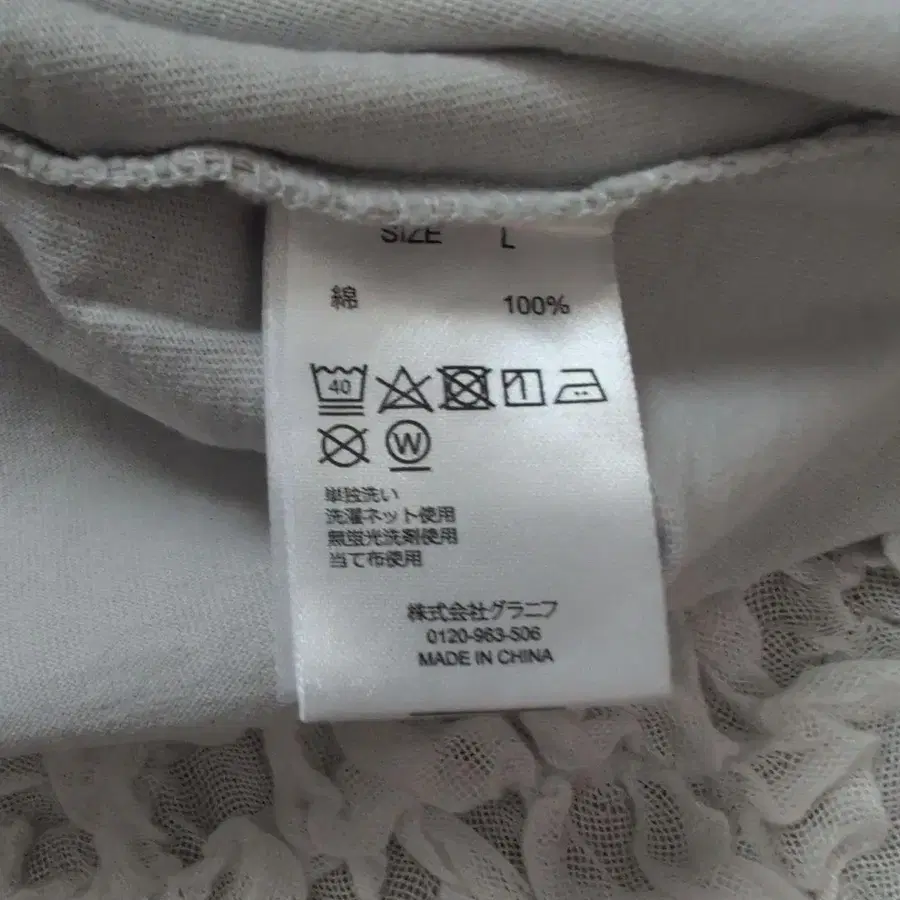 SIZE L
綿 100%
40
W
単独洗い
洗濯ネット使用
無蛍光洗剤使用
当て布使用
株式会社グラニフ
0120-963-506
MADE IN CHINA